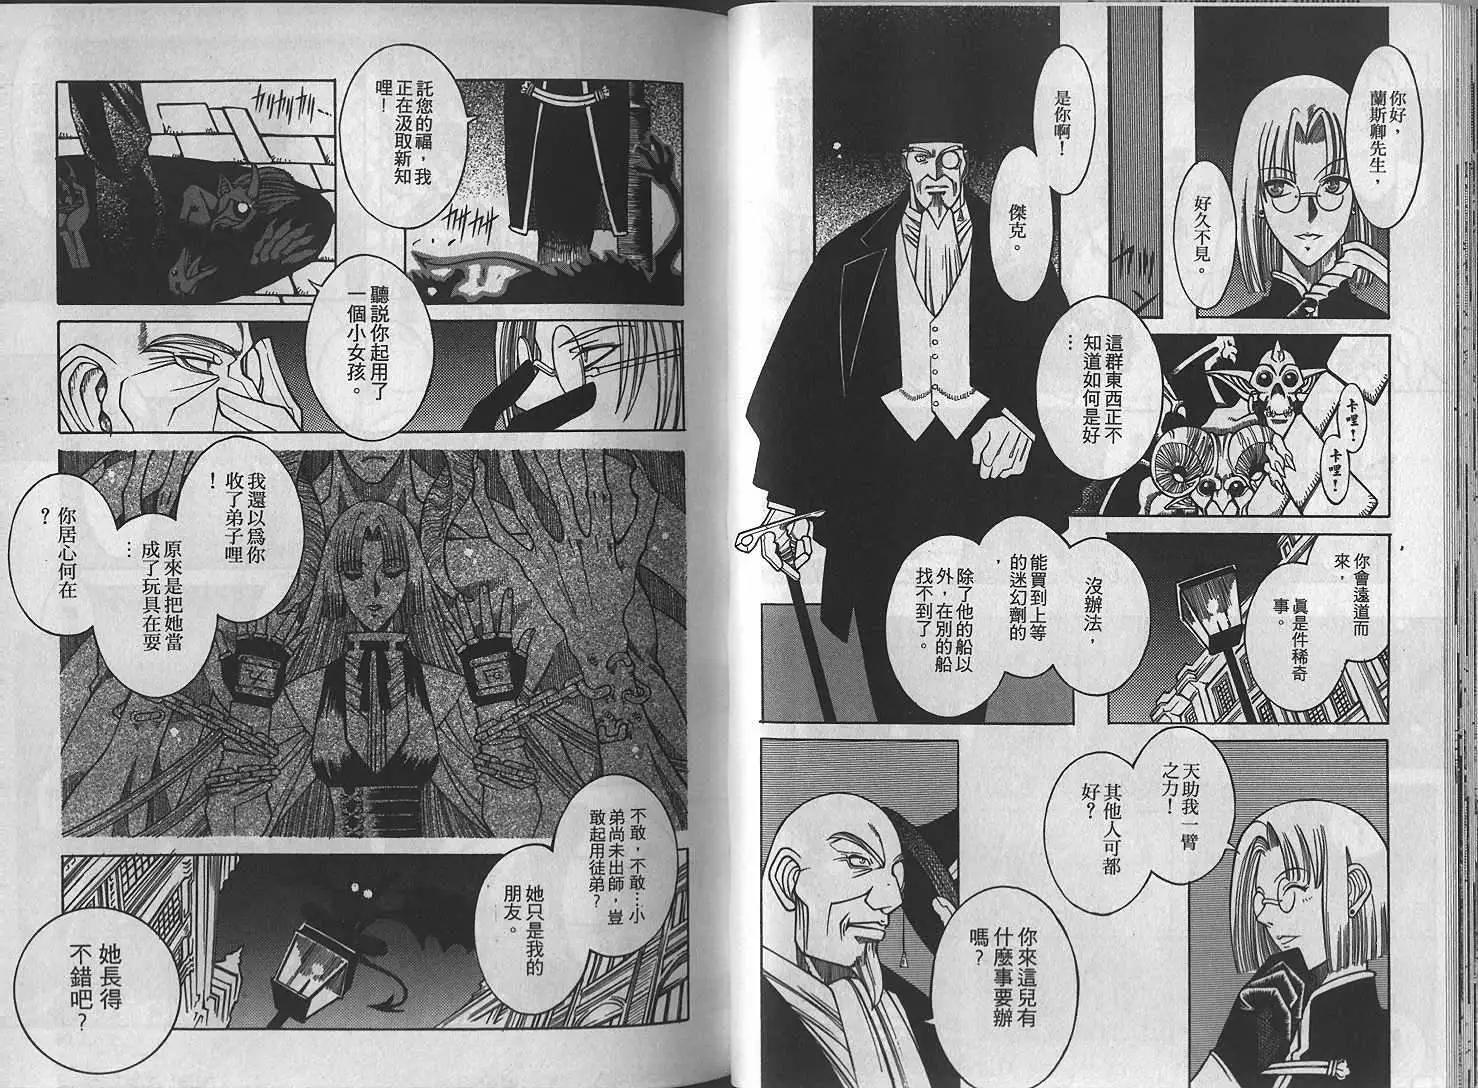 你好，
蘭斯卿先生，
好久不見。
是你啊！
傑克。
卡哩！
卡哩！
這群東西正不
知道如何是好
…
你會遠道而
來，
真是件稀奇
事。
沒辦法，
能買到上等
的迷幻劑的
，
除了他的船以
外，在別的船
找不到了。
天助我一臂
之力！
其他人可都
好？
你來這兒有
什麼事要辦
嗎？
託您的福，我
正在汲取新知
哩！
聽說你起用了
一個小女孩。
我還以為你
收了弟子哩
！
原來是把她當
成了玩具在耍
…
你居心何在
？
不敢，不敢…小
弟尚未出師，豈
敢起用徒弟？
她只是我的
朋友。
她長得
不錯吧？